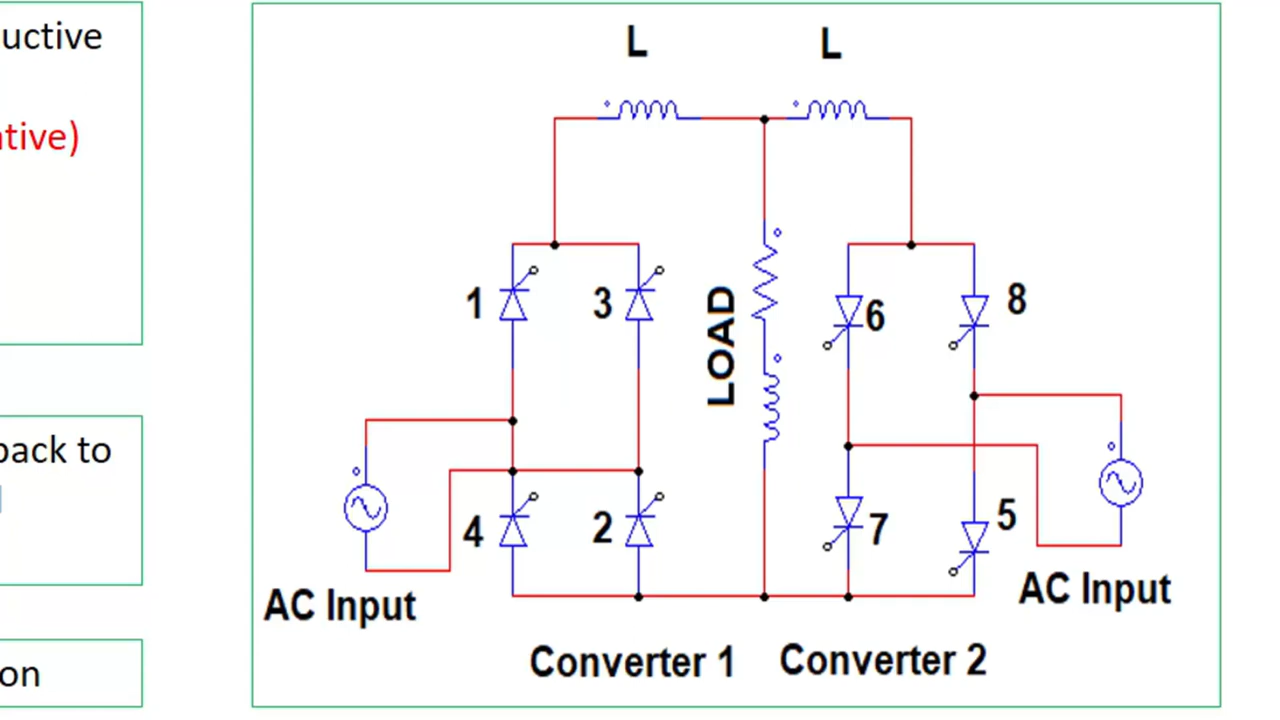 uctive
ative)
back to
on
L L
1 3 LOAD 6 8
4 2 7 5
AC Input AC Input
Converter 1 Converter 2